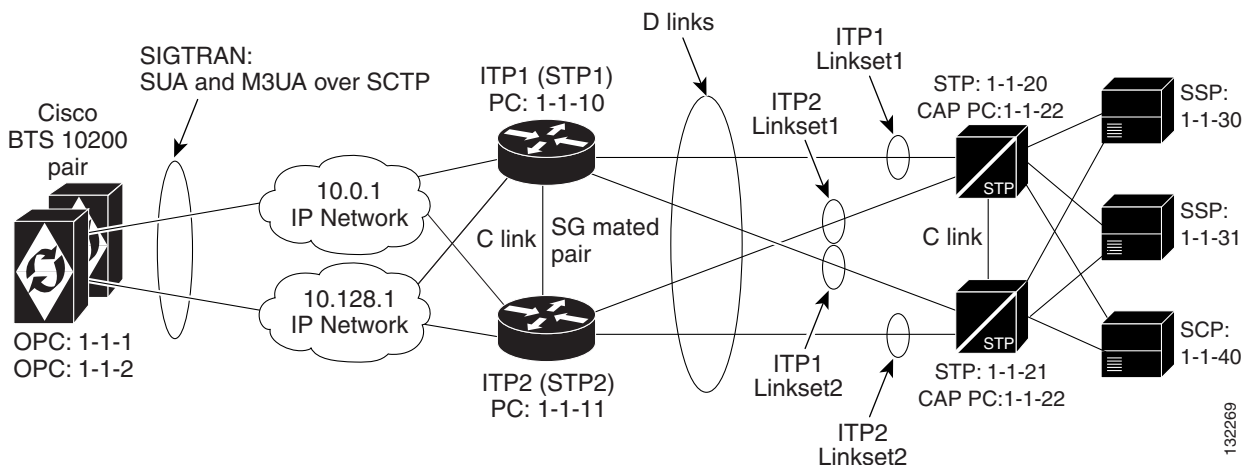 D links
SIGTRAN:
SUA and M3UA over SCTP
Cisco
BTS 10200
pair
ITP1 (STP1)
PC: 1-1-10
ITP2
Linkset1
ITP1
Linkset1
STP: 1-1-20
CAP PC:1-1-22
SSP:
1-1-30
10.0.1
IP Network
STP
C link
SG mated
pair
C link
SSP:
1-1-31
10.128.1
IP Network
STP
SCP:
1-1-40
OPC: 1-1-1
OPC: 1-1-2
ITP2 (STP2)
PC: 1-1-11
ITP1
Linkset2
STP: 1-1-21
CAP PC:1-1-22
ITP2
Linkset2
132269